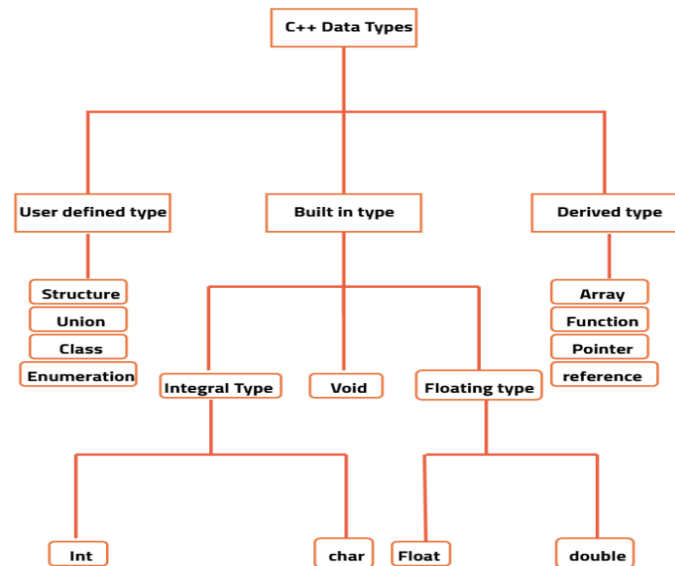 C++ Data Types
User defined type
Built in type
Derived type
Structure
Union
Class
Enumeration
Array
Function
Pointer
reference
Integral Type
Void
Floating type
Int
char
Float
double